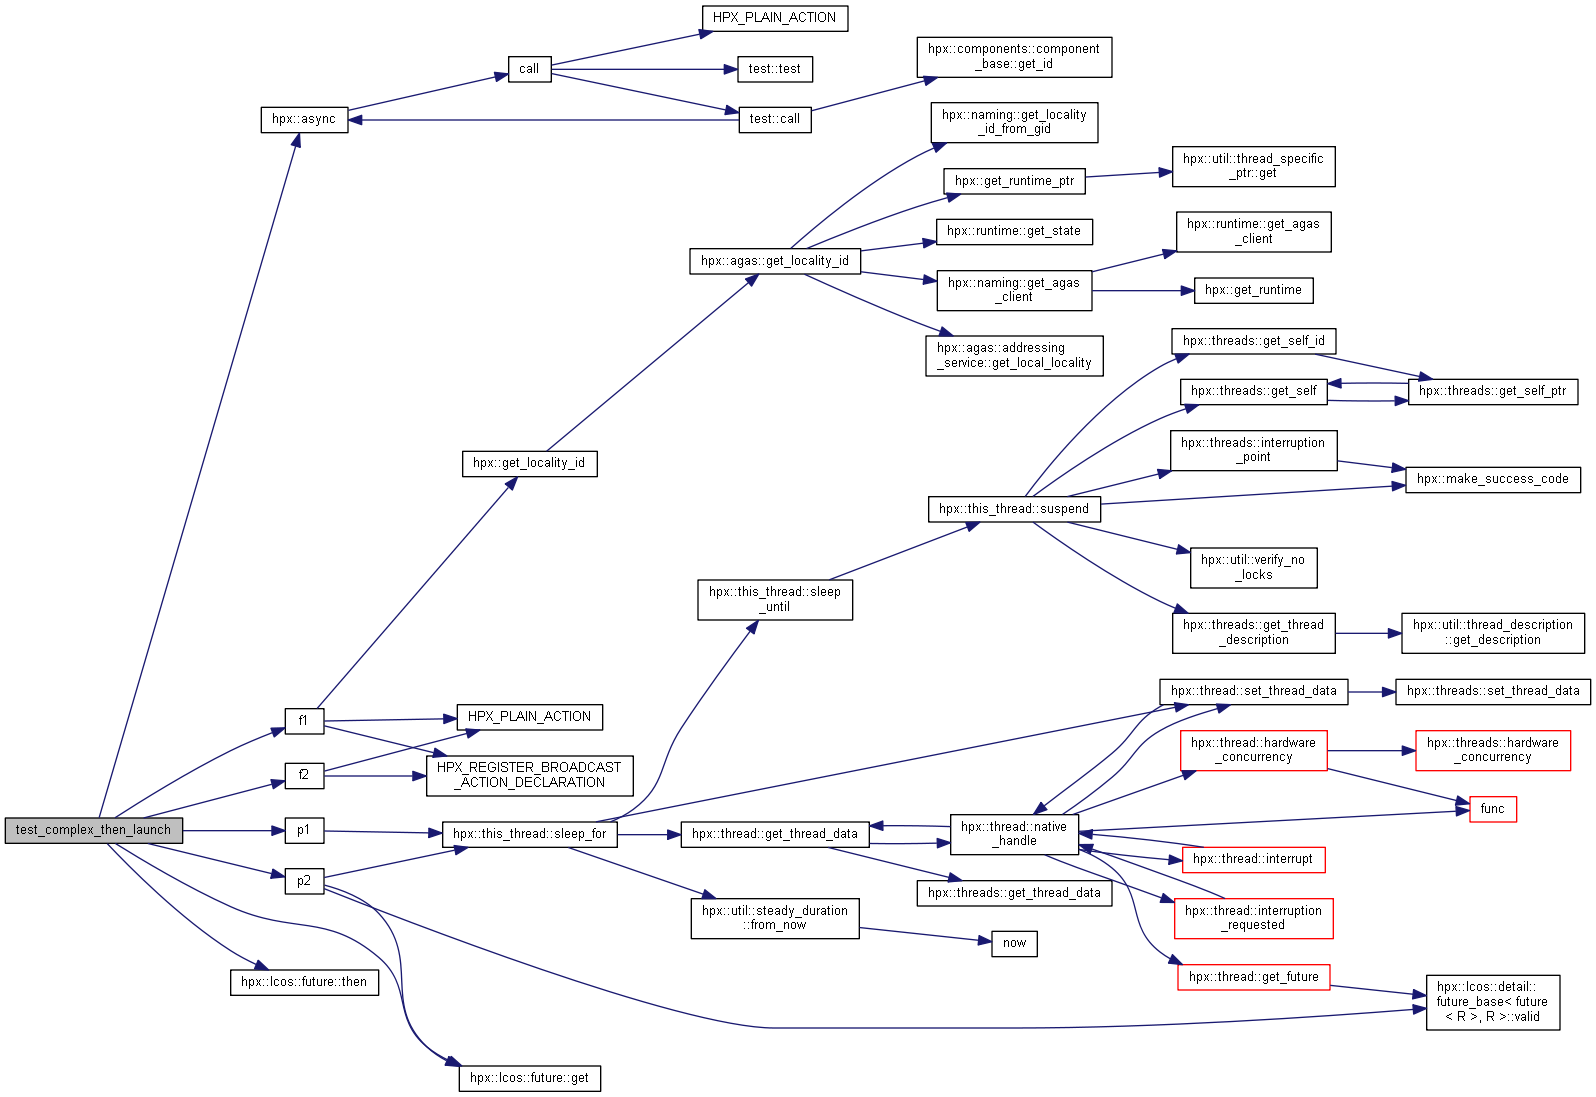 HPX_PLAIN_ACTION
call
test::test
hpx::components::component
_base::get_id
hpx::async
test::call
hpx::naming::get_locality
_id_from_gid
hpx::get_runtime_ptr
hpx::util::thread_specific
_ptr::get
hpx::runtime::get_state
hpx::runtime::get_agas
_client
hpx::agas::get_locality_id
hpx::naming::get_agas
_client
hpx::get_runtime
hpx::agas::addressing
_service::get_local_locality
hpx::threads::get_self_id
hpx::threads::get_self
hpx::threads::get_self_ptr
hpx::get_locality_id
hpx::threads::interruption
_point
hpx::make_success_code
hpx::this_thread::suspend
hpx::util::verify_no
_locks
hpx::this_thread::sleep
_until
hpx::threads::get_thread
_description
hpx::util::thread_description
::get_description
hpx::thread::set_thread_data
hpx::threads::set_thread_data
f1
HPX_PLAIN_ACTION
hpx::thread::hardware
_concurrency
hpx::threads::hardware
_concurrency
f2
HPX_REGISTER_BROADCAST
_ACTION_DECLARATION
func
test_complex_then_launch
p1
hpx::this_thread::sleep_for
hpx::thread::get_thread_data
hpx::thread::native
_handle
hpx::thread::interrupt
p2
hpx::threads::get_thread_data
hpx::util::steady_duration
::from_now
hpx::thread::interruption
_requested
now
hpx::lcos::future::then
hpx::thread::get_future
hpx::lcos::detail::
future_base< future
< R >, R >::valid
hpx::lcos::future::get